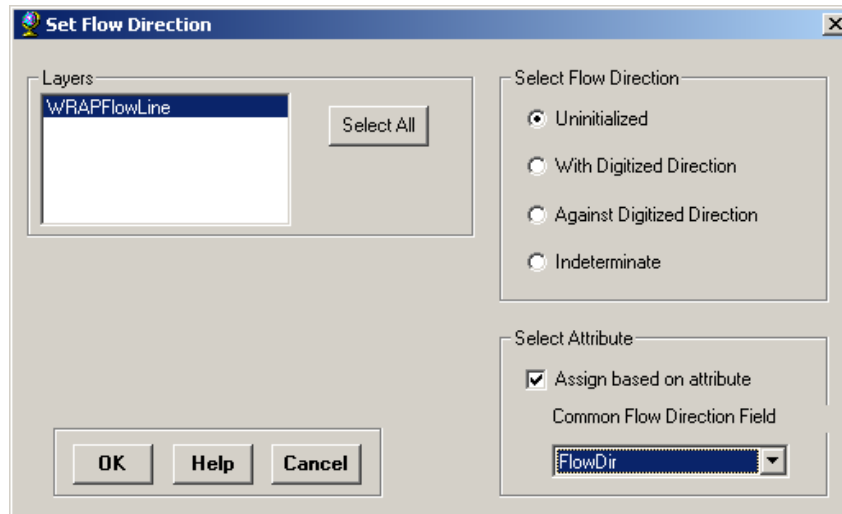 Set Flow Direction
Layers
WRAPFlowLine
Select All
Select Flow Direction
Uninitialized
With Digitized Direction
Against Digitized Direction
Indeterminate
Select Attribute
Assign based on attribute
Common Flow Direction Field
FlowDir
OK
Help
Cancel